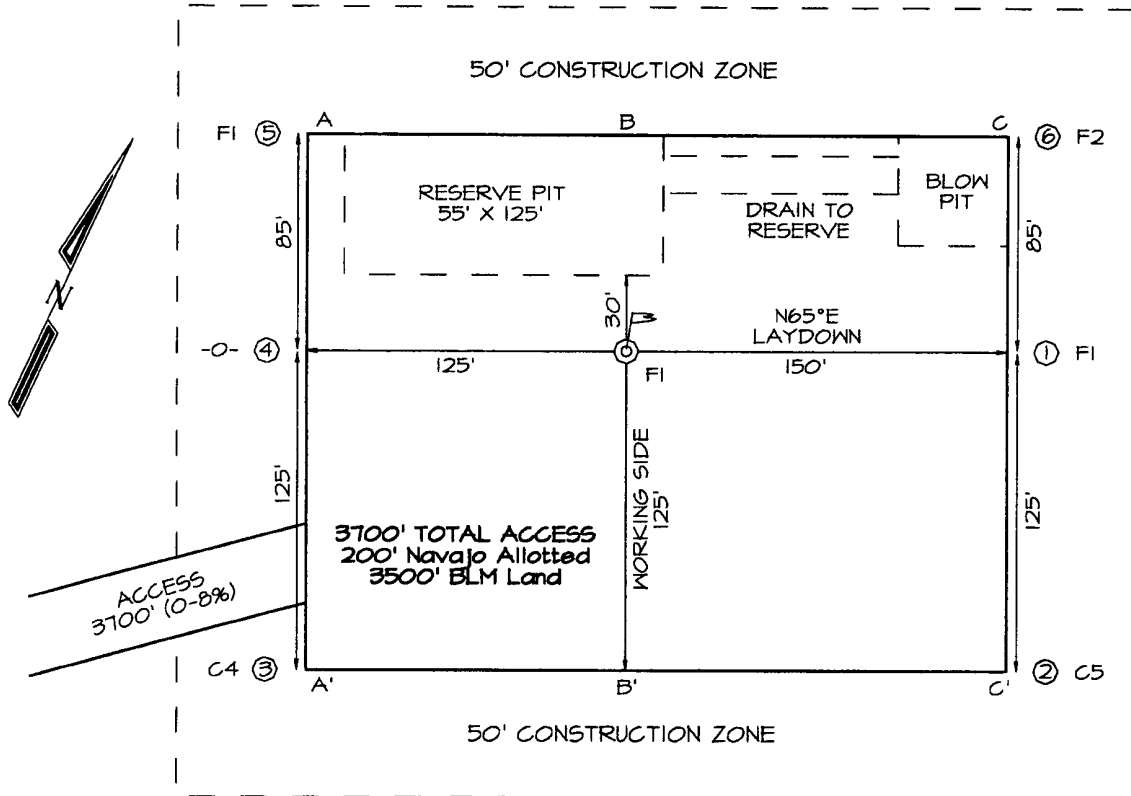 50' CONSTRUCTION ZONE
F1 ⑤
A
B
C
⑥ F2
RESERVE PIT
55' X 125'
BLOW
PIT
DRAIN TO
RESERVE
85'
85'
N
30'
N65°E
LAYDOWN
-0- ④
125'
F1
150'
① F1
125'
WORKING SIDE
125'
125'
3700' TOTAL ACCESS
200' Navajo Allotted
3500' BLM Land
ACCESS
3700' (0-8%)
C4 ③
A'
B'
C'
② C5
50' CONSTRUCTION ZONE